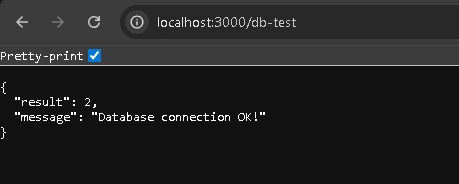 localhost:3000/db-test
Pretty-print
{
  "result": 2,
  "message": "Database connection OK!"
}